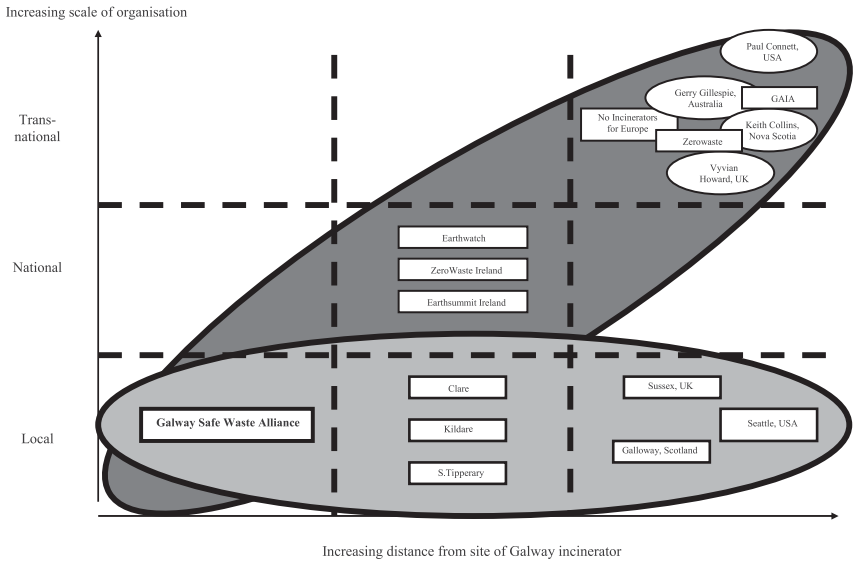 Increasing scale of organisation
Paul Connett,
USA
Trans-
national
Gerry Gillespie,
Australia
GAIA
No Incinerators
for Europe
Keith Collins,
Nova Scotia
Zerowaste
Vyvian
Howard, UK
National
Earthwatch
ZeroWaste Ireland
Earthsummit Ireland
Local
Galway Safe Waste Alliance
Clare
Kildare
S.Tipperary
Sussex, UK
Seattle, USA
Galloway, Scotland
Increasing distance from site of Galway incinerator